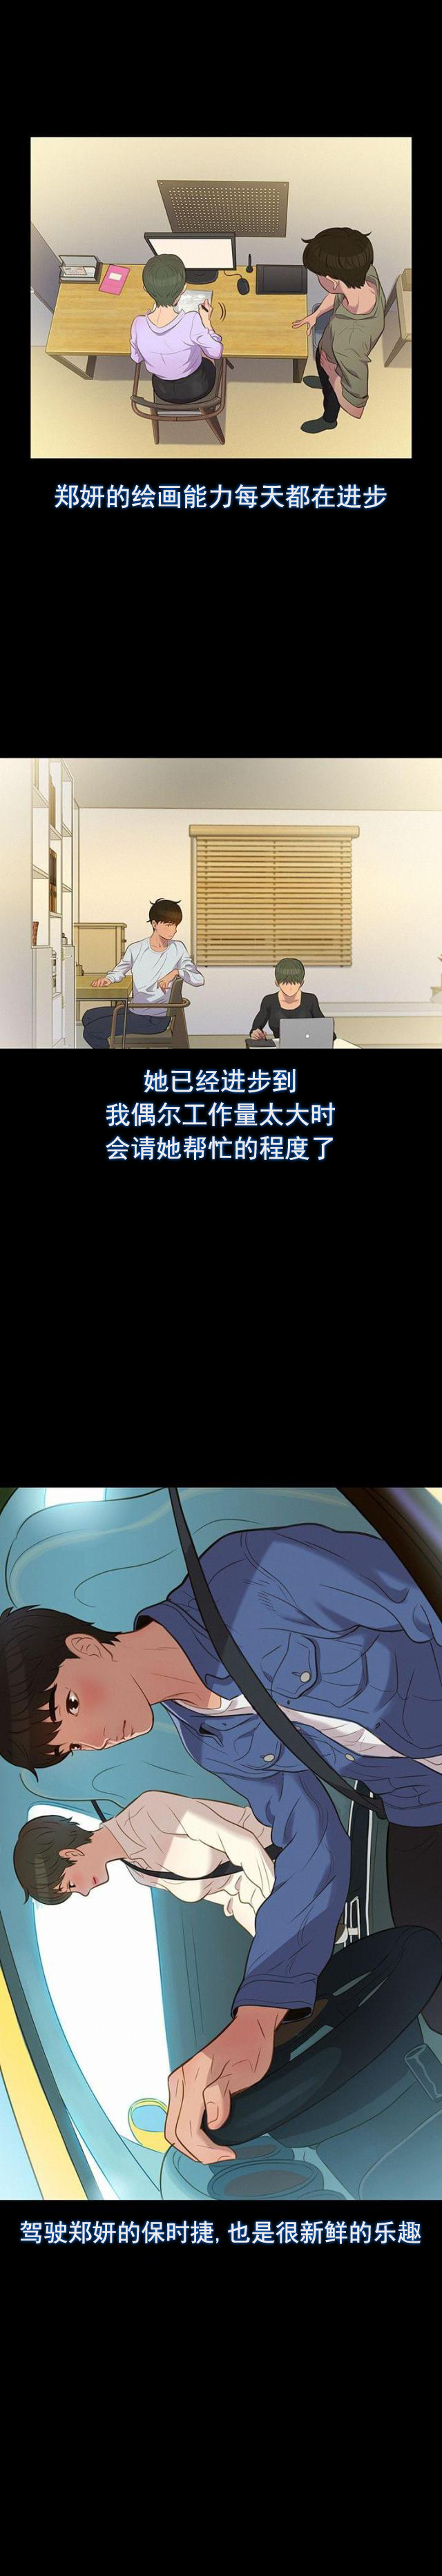 郑妍的绘画能力每天都在进步
她已经进步到
我偶尔工作量太大时
会请她帮忙的程度了
驾驶郑妍的保时捷,也是很新鲜的乐趣